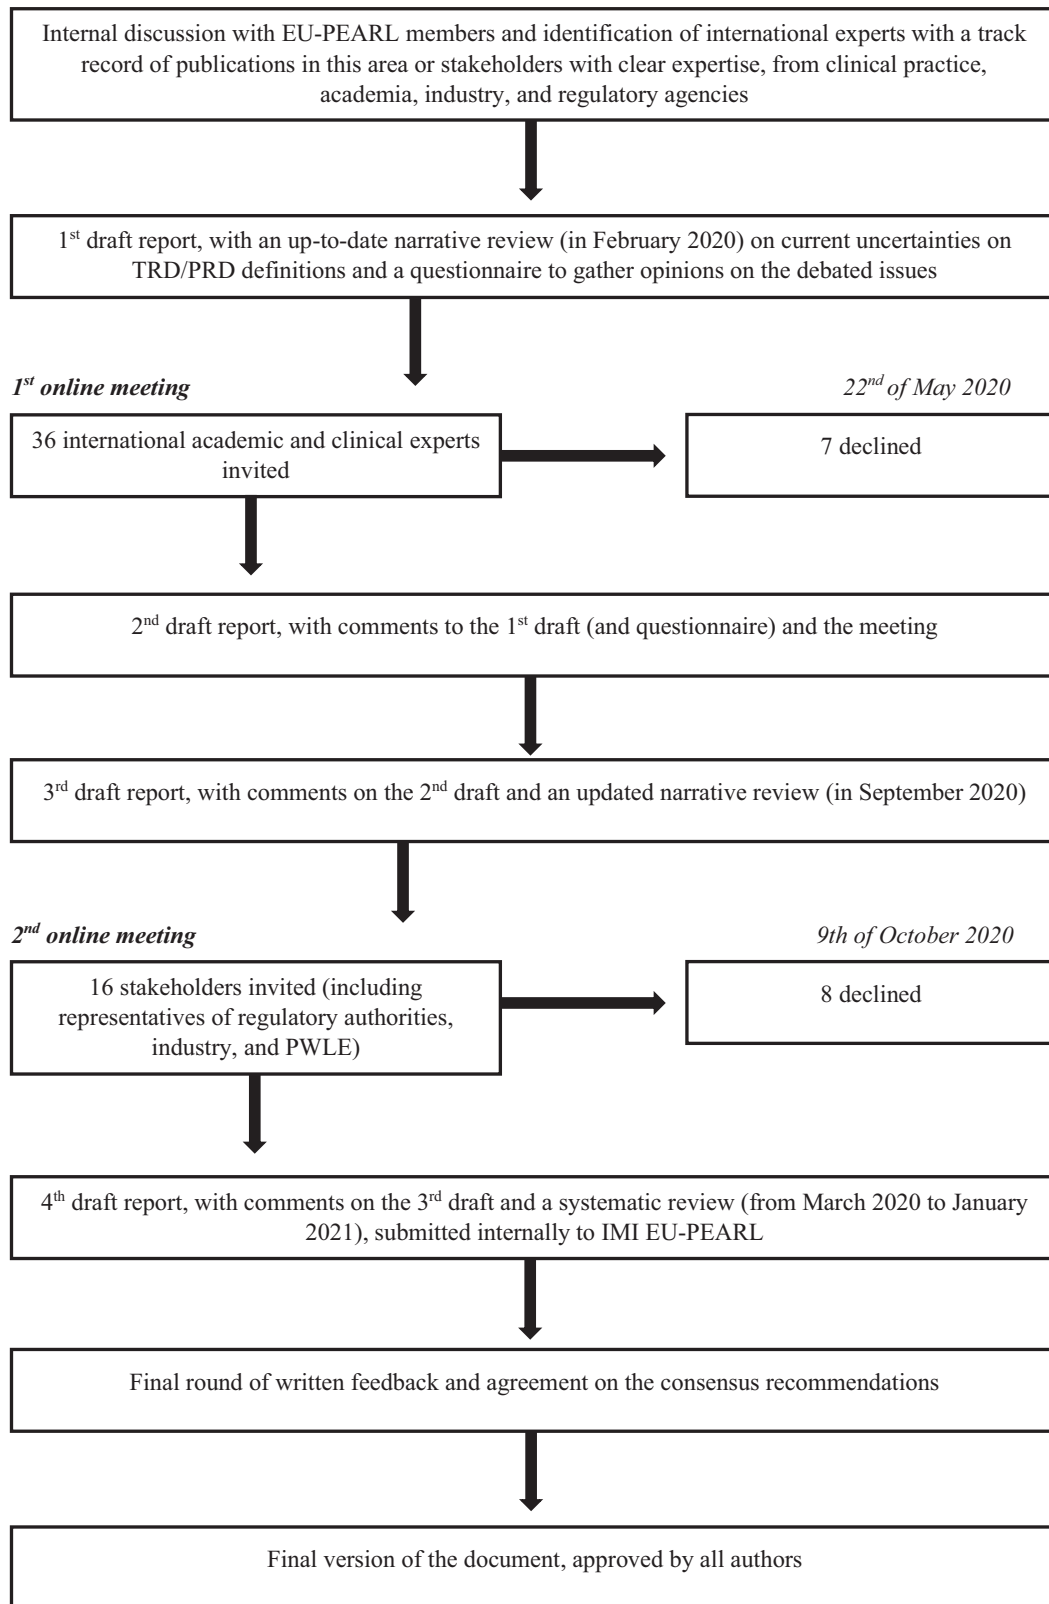 Internal discussion with EU-PEARL members and identification of international experts with a track
record of publications in this area or stakeholders with clear expertise, from clinical practice,
academia, industry, and regulatory agencies
1st draft report, with an up-to-date narrative review (in February 2020) on current uncertainties on
TRD/PRD definitions and a questionnaire to gather opinions on the debated issues
1st online meeting
22nd of May 2020
36 international academic and clinical experts
invited
7 declined
2nd draft report, with comments to the 1st draft (and questionnaire) and the meeting
3rd draft report, with comments on the 2nd draft and an updated narrative review (in September 2020)
2nd online meeting
9th of October 2020
16 stakeholders invited (including
representatives of regulatory authorities,
industry, and PWLE)
8 declined
4th draft report, with comments on the 3rd draft and a systematic review (from March 2020 to January
2021), submitted internally to IMI EU-PEARL
Final round of written feedback and agreement on the consensus recommendations
Final version of the document, approved by all authors